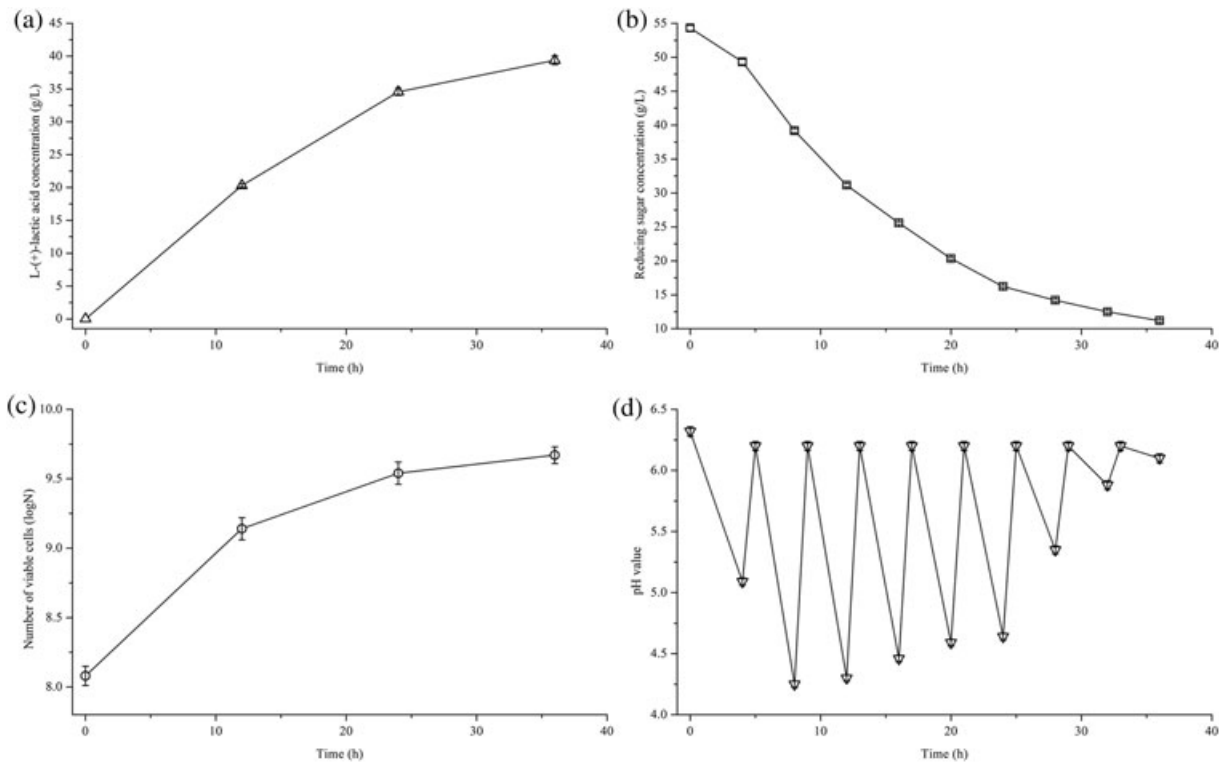 (a)
45
40
35
30
25
20
15
10
5
0
L-(+)-lactic acid concentration (g/L)
0 10 20 30 40
Time (h)
(b)
55
50
45
40
35
30
25
20
15
10
Reducing sugar concentration (g/L)
0 10 20 30 40
Time (h)
(c)
10.0
9.5
9.0
8.5
8.0
Number of viable cells (logN)
0 10 20 30 40
Time (h)
(d)
6.5
6.0
5.5
5.0
4.5
4.0
pH value
0 10 20 30 40
Time (h)